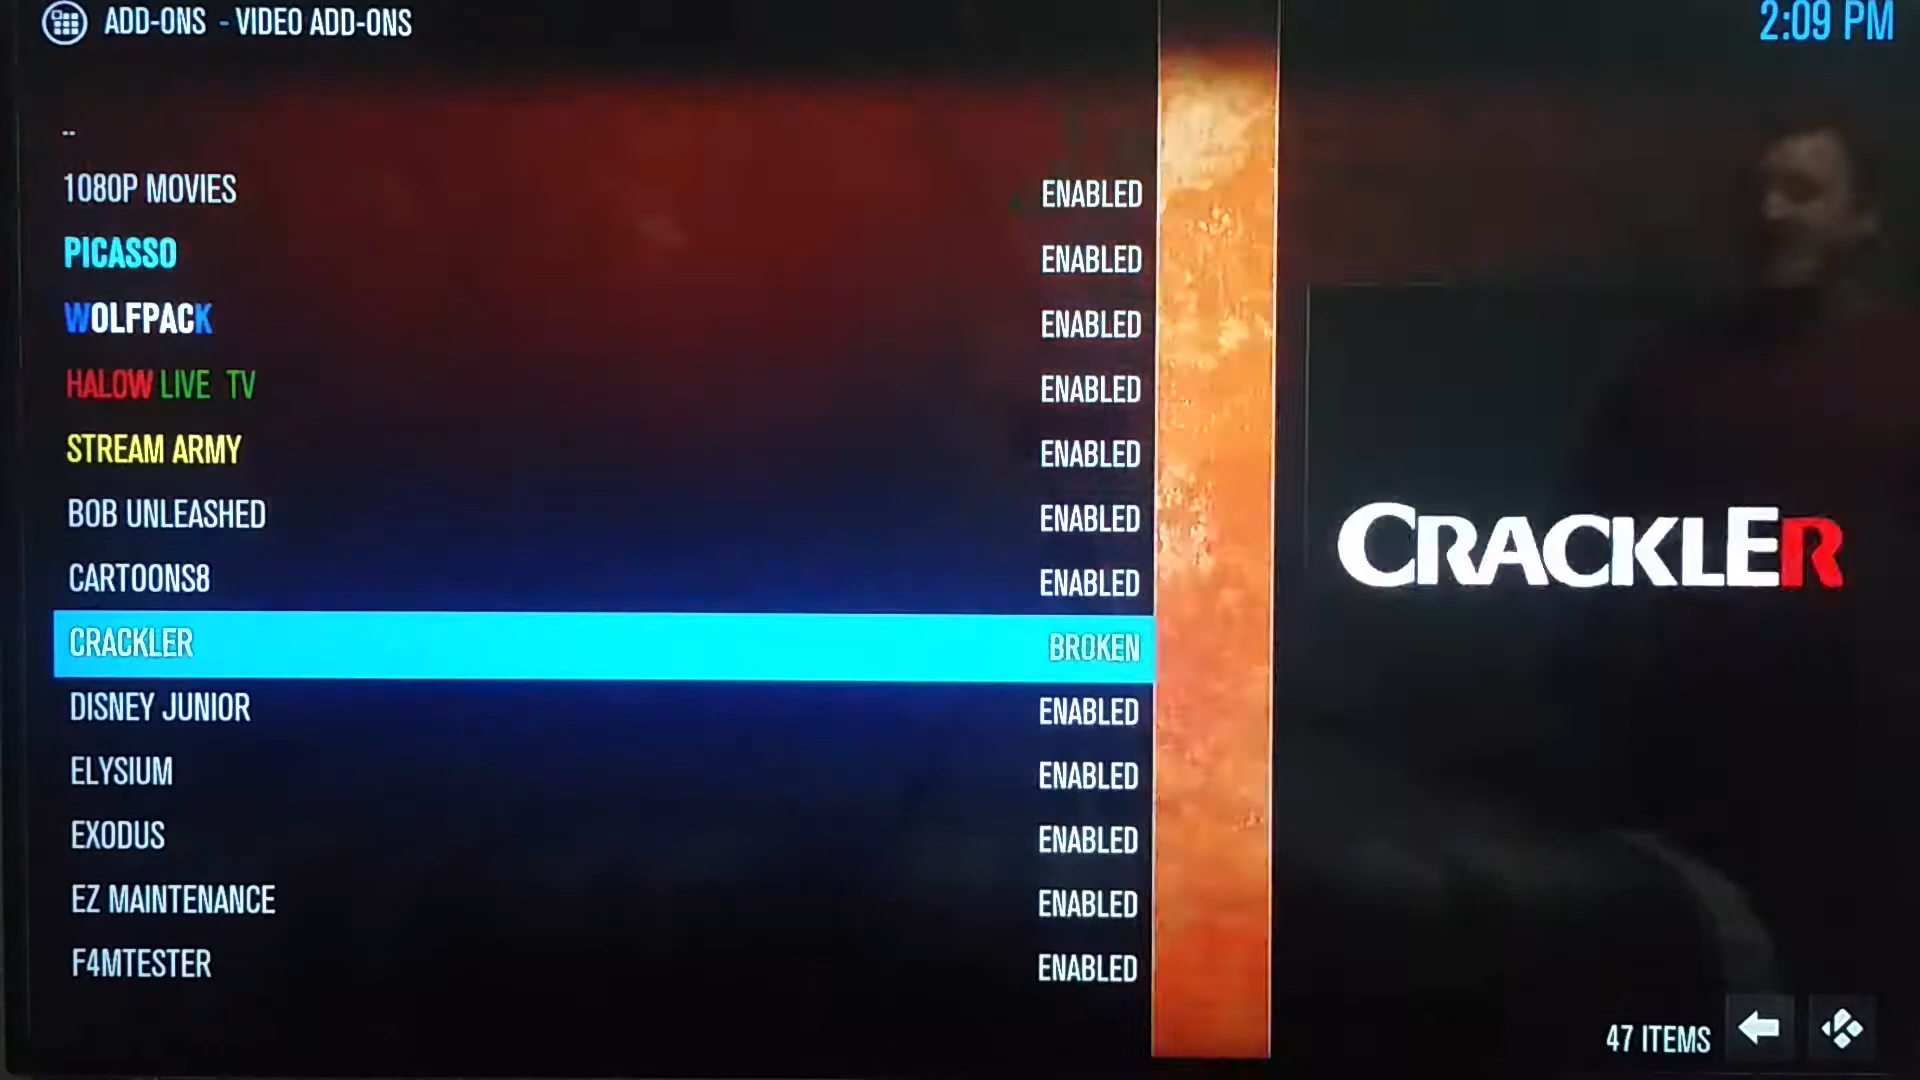 ADD-ONS - VIDEO ADD-ONS
2:09 PM
..
1080P MOVIES ENABLED
PICASSO ENABLED
WOLFPACK ENABLED
HALOW LIVE TV ENABLED
STREAM ARMY ENABLED
BOB UNLEASHED ENABLED
CARTOONS8 ENABLED
CRACKLER BROKEN
DISNEY JUNIOR ENABLED
ELYSIUM ENABLED
EXODUS ENABLED
EZ MAINTENANCE ENABLED
F4MTESTER ENABLED
CRACKLER
47 ITEMS